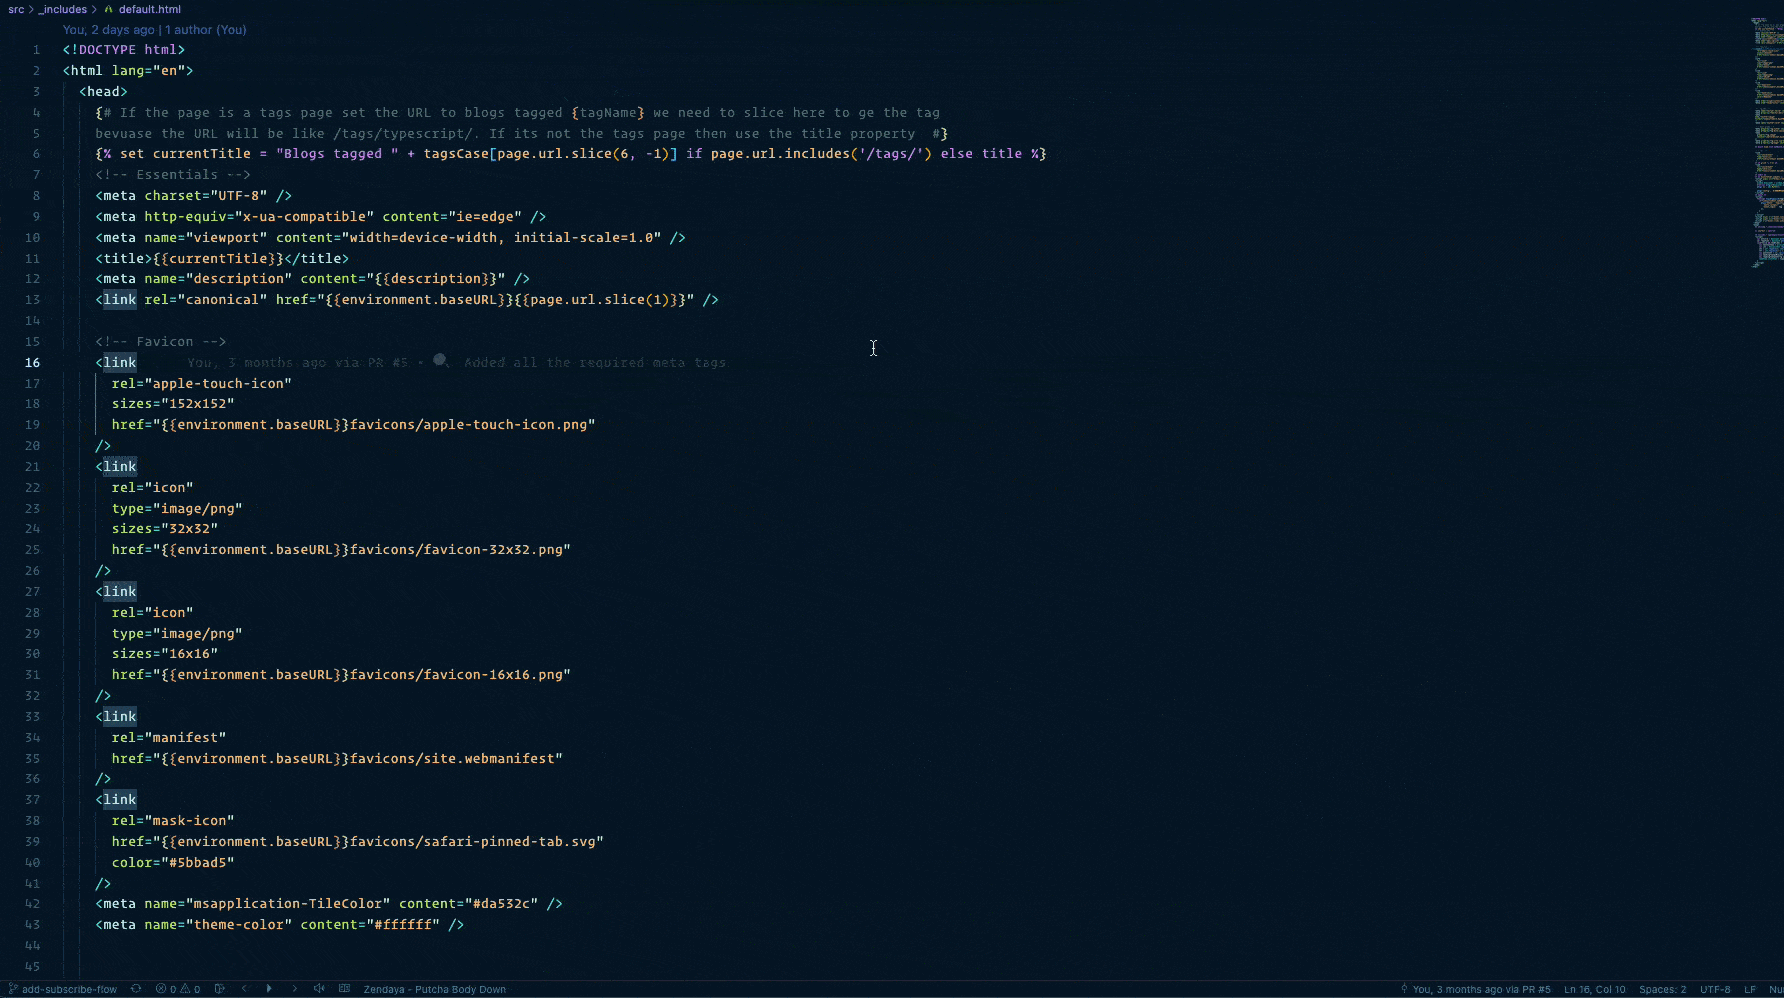 src > _includes > default.html
You, 2 days ago | 1 author (You)
1 <!DOCTYPE html>
2 <html lang="en">
3 <head>
4 {# If the page is a tags page set the URL to blogs tagged {tagName} we need to slice here to ge the tag
5 bevuase the URL will be like /tags/typescript/. If its not the tags page then use the title property #}
6 {% set currentTitle = "Blogs tagged " + tagsCase[page.url.slice(6, -1)] if page.url.includes('/tags/') else title %}
7 <!-- Essentials -->
8 <meta charset="UTF-8" />
9 <meta http-equiv="x-ua-compatible" content="ie=edge" />
10 <meta name="viewport" content="width=device-width, initial-scale=1.0" />
11 <title>{{currentTitle}}</title>
12 <meta name="description" content="{{description}}" />
13 <link rel="canonical" href="{{environment.baseURL}}{{page.url.slice(1)}}" />
14
15 <!-- Favicon -->
16 <link You, 3 months ago via PR #5 • Added all the required meta tags
17 rel="apple-touch-icon"
18 sizes="152x152"
19 href="{{environment.baseURL}}favicons/apple-touch-icon.png"
20 />
21 <link
22 rel="icon"
23 type="image/png"
24 sizes="32x32"
25 href="{{environment.baseURL}}favicons/favicon-32x32.png"
26 />
27 <link
28 rel="icon"
29 type="image/png"
30 sizes="16x16"
31 href="{{environment.baseURL}}favicons/favicon-16x16.png"
32 />
33 <link
34 rel="manifest"
35 href="{{environment.baseURL}}favicons/site.webmanifest"
36 />
37 <link
38 rel="mask-icon"
39 href="{{environment.baseURL}}favicons/safari-pinned-tab.svg"
40 color="#5bbad5"
41 />
42 <meta name="msapplication-TileColor" content="#da532c" />
43 <meta name="theme-color" content="#ffffff" />
44
45
add-subscribe-flow 0 0 Zendaya - Putcha Body Down You, 3 months ago via PR #5 Ln 16, Col 10 Spaces: 2 UTF-8 LF Nu